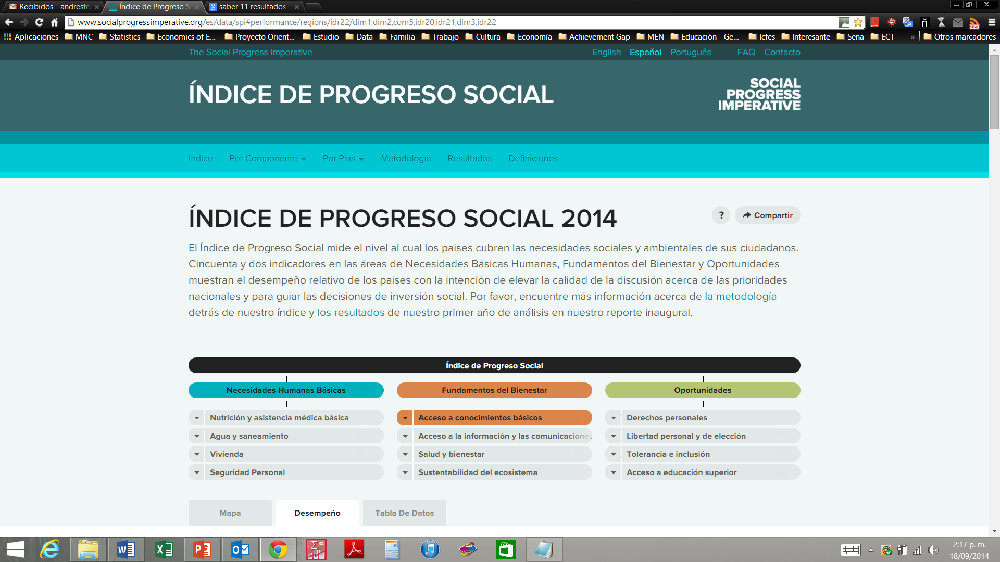 Recibidos - andresfc
Índice de Progreso S
saber 11 resultados -
www.socialprogressimperative.org/es/data/spi#performance/regions/idr22/dim1,dim2,com5,idr20,idr21,dim3,idr22
ñ
223
Aplicaciones MNC Statistics Economics of E... Proyecto Orient... Estudio Data Familia Trabajo Cultura Economía Achievement Gap MEN Educación - Ge... Icfes Interesante Sena ECT » Otros marcadores
The Social Progress Imperative English Español Português FAQ Contacto
ÍNDICE DE PROGRESO SOCIAL
SOCIAL
PROGRESS
IMPERATIVE
Indice Por Componente Por País Metodología Resultados Definiciones
ÍNDICE DE PROGRESO SOCIAL 2014
? Compartir
El Índice de Progreso Social mide el nivel al cual los países cubren las necesidades sociales y ambientales de sus ciudadanos.
Cincuenta y dos indicadores en las áreas de Necesidades Básicas Humanas, Fundamentos del Bienestar y Oportunidades
muestran el desempeño relativo de los países con la intención de elevar la calidad de la discusión acerca de las prioridades
nacionales y para guiar las decisiones de inversión social. Por favor, encuentre más información acerca de la metodología
detrás de nuestro índice y los resultados de nuestro primer año de análisis en nuestro reporte inaugural.
Índice de Progreso Social
Necesidades Humanas Básicas
Nutrición y asistencia médica básica
Agua y saneamiento
Vivienda
Seguridad Personal
Fundamentos del Bienestar
Acceso a conocimientos básicos
Acceso a la información y las comunicaciones
Salud y bienestar
Sustentabilidad del ecosistema
Oportunidades
Derechos personales
Libertad personal y de elección
Tolerancia e inclusión
Acceso a educación superior
Mapa Desempeño Tabla De Datos
2:17 p. m.
18/09/2014